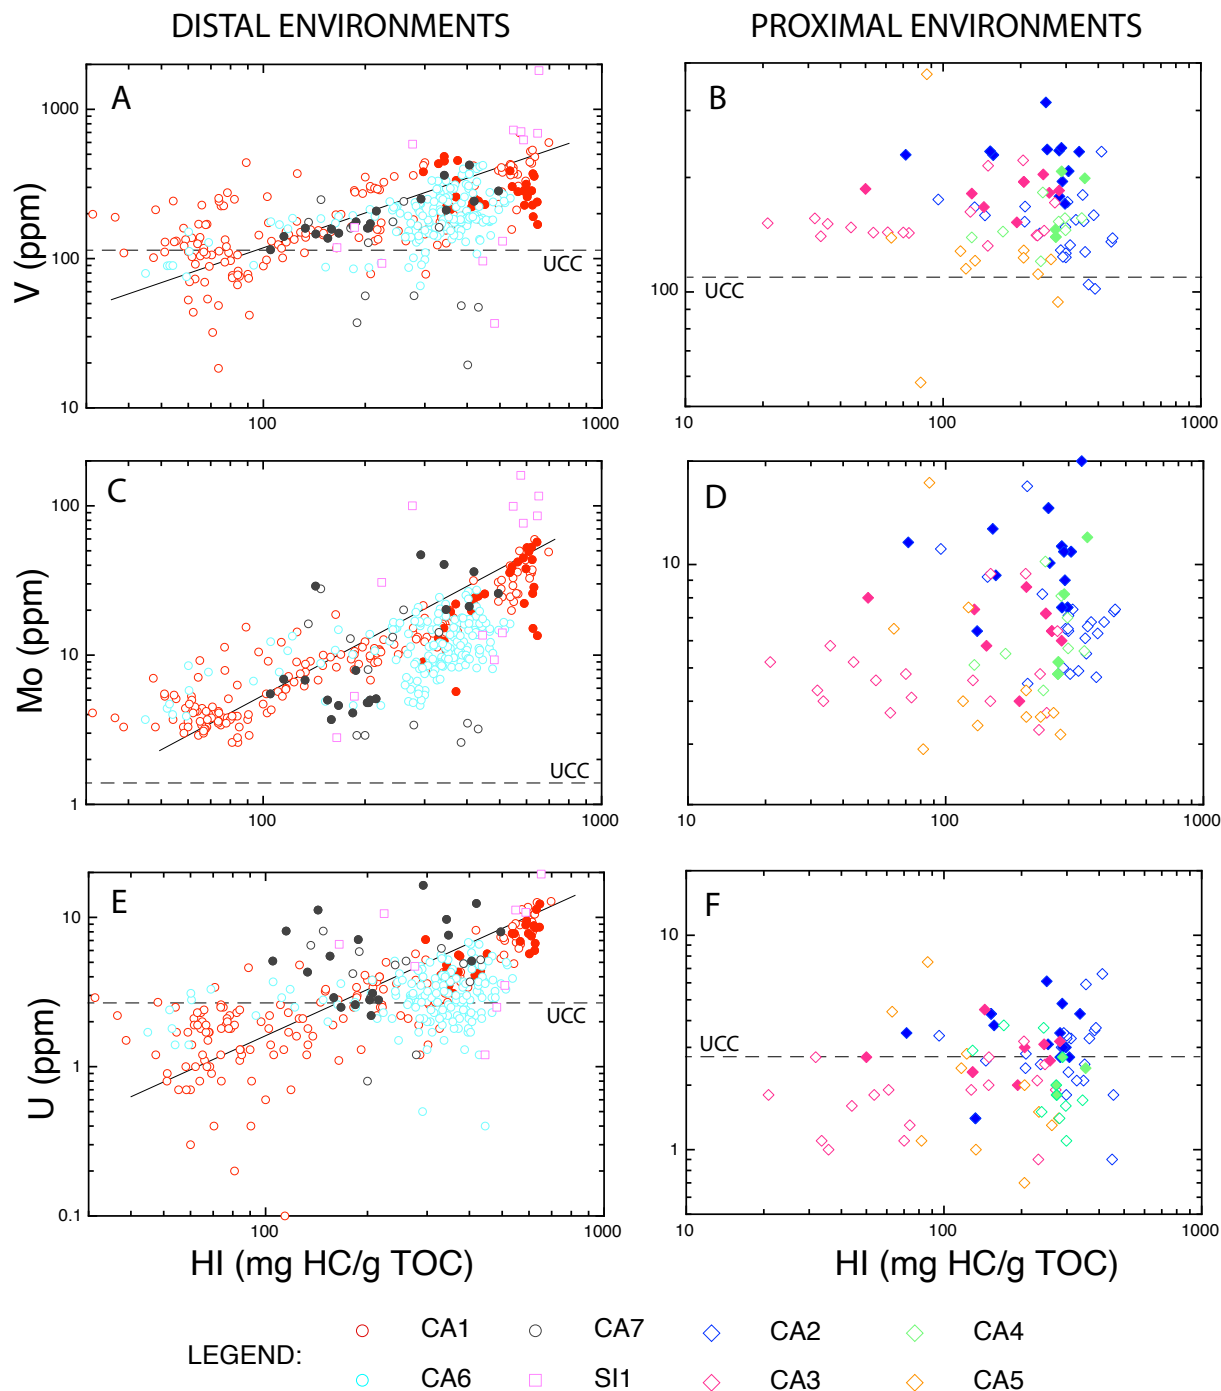 DISTAL ENVIRONMENTS
PROXIMAL ENVIRONMENTS
A
V (ppm)
1000
100
10
UCC
100
1000
B
100
UCC
10
100
1000
C
Mo (ppm)
100
10
1
UCC
100
1000
D
10
10
100
1000
E
U (ppm)
10
1
0.1
UCC
100
1000
HI (mg HC/g TOC)
F
10
1
UCC
10
100
1000
HI (mg HC/g TOC)
LEGEND:
CA1
CA7
CA2
CA4
CA6
SI1
CA3
CA5